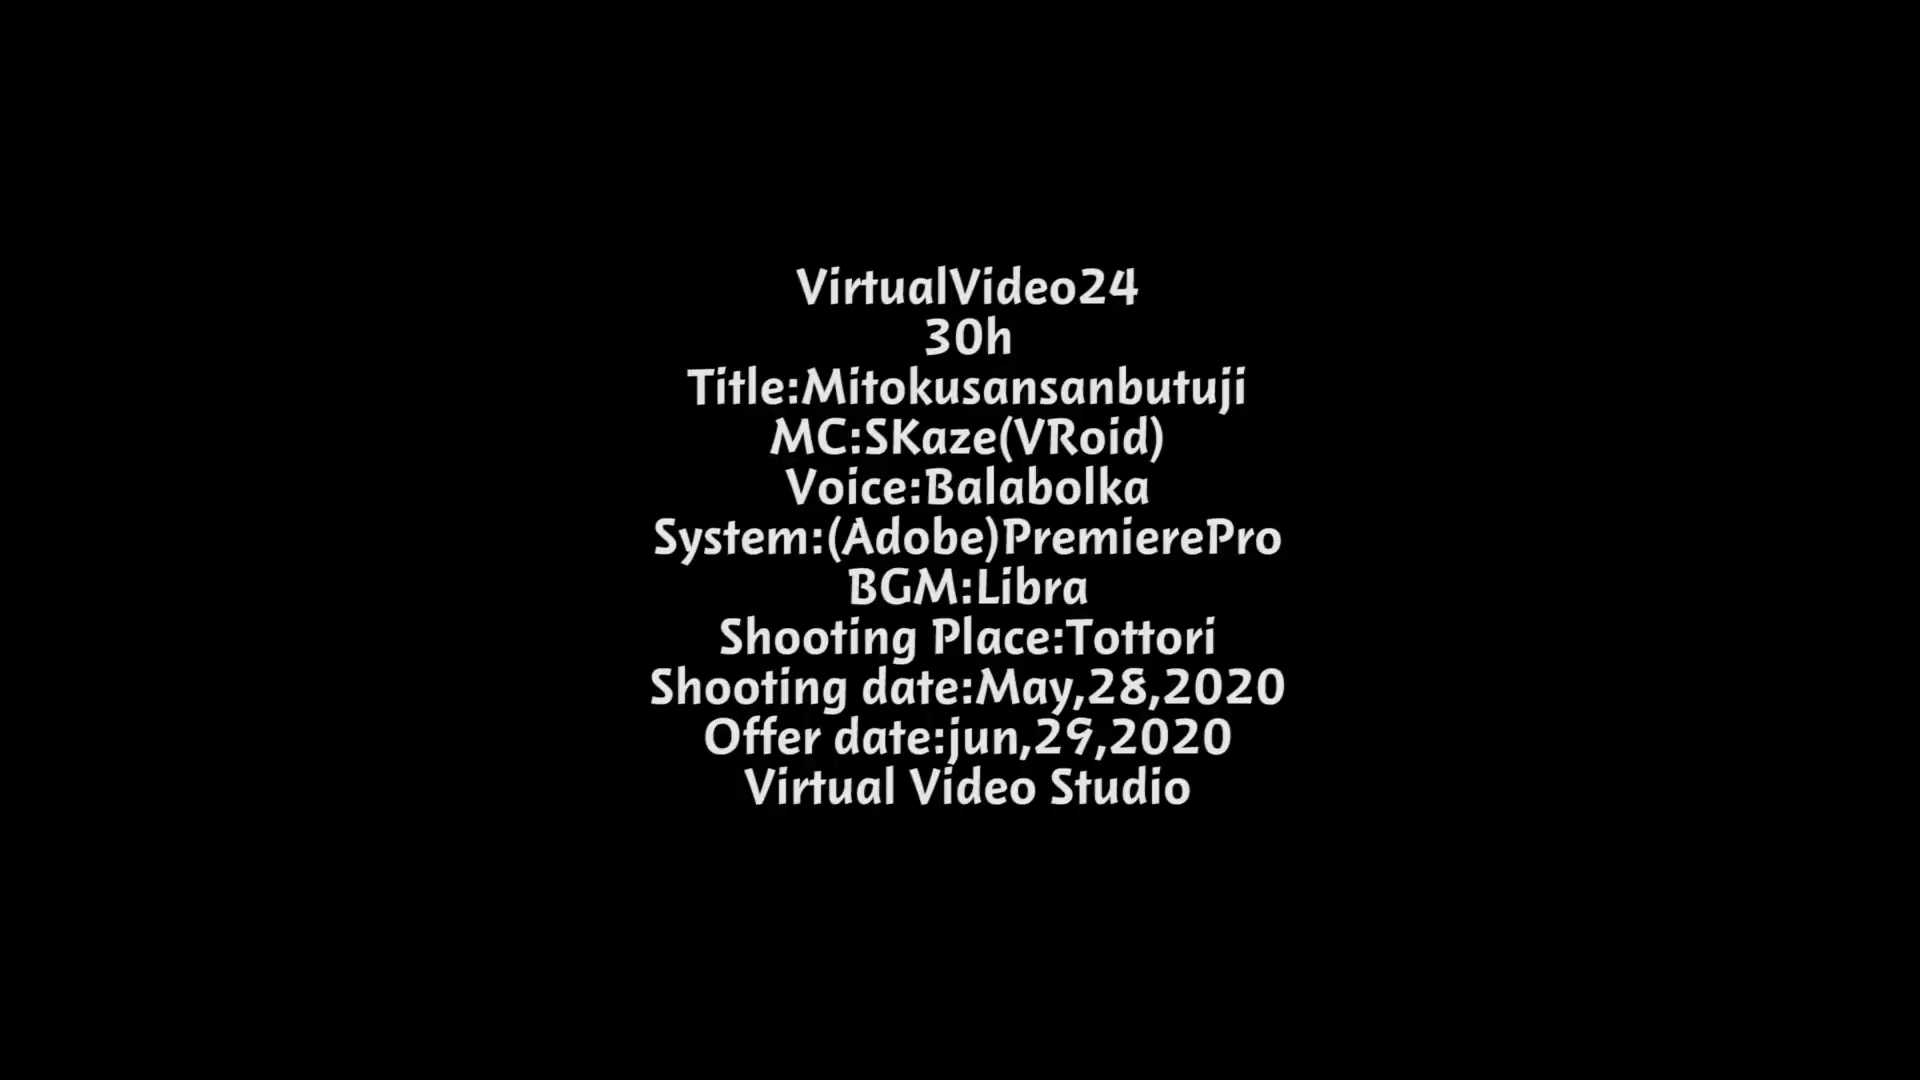 VirtualVideo24
30h
Title:Mitokusansanbutuji
MC:SKaze(VRoid)
Voice:Balabolka
System:(Adobe)PremierePro
BGM:Libra
Shooting Place:Tottori
Shooting date:May,28,2020
Offer date:jun,29,2020
Virtual Video Studio